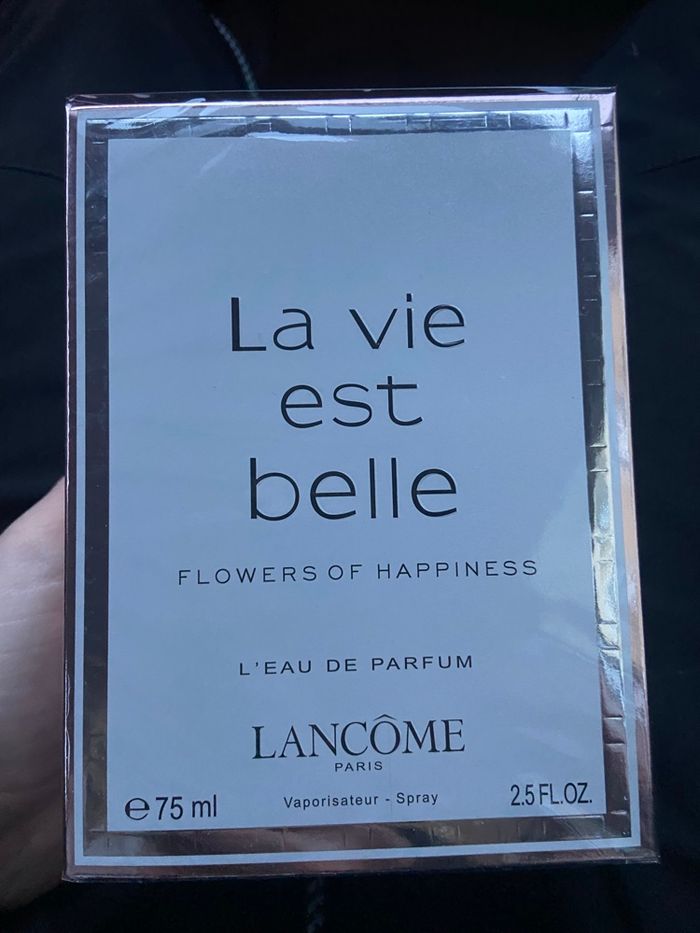 La vie
est
belle
FLOWERS OF HAPPINESS
L'EAU DE PARFUM
LANCÔME
PARIS
℮ 75 ml Vaporisateur - Spray 2.5 FL.OZ.